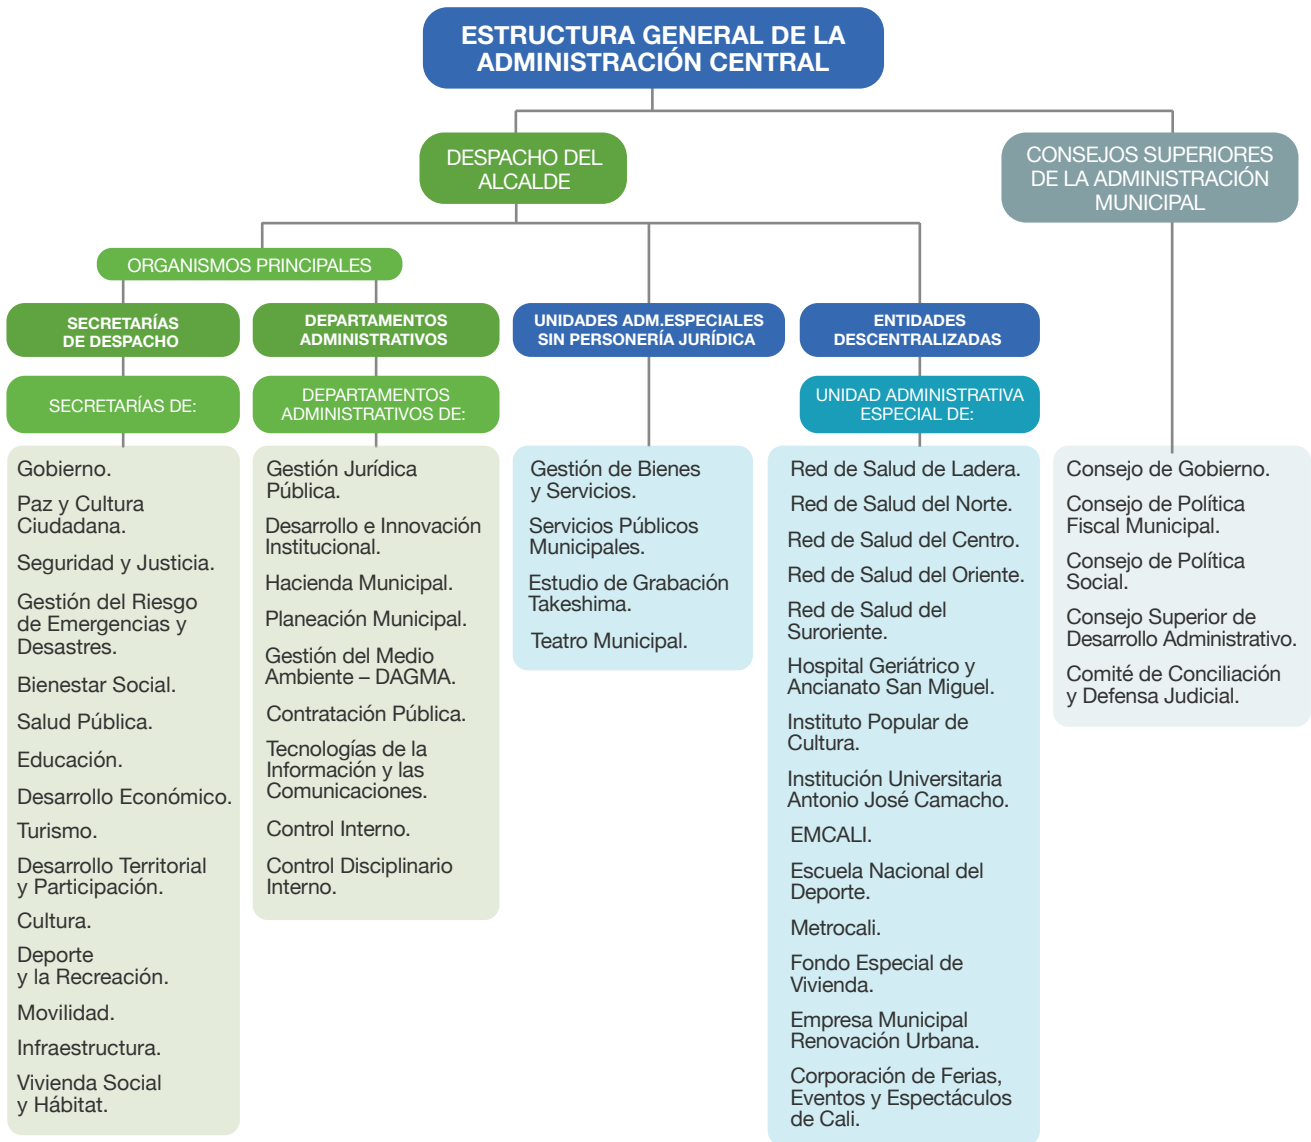 ESTRUCTURA GENERAL DE LA
ADMINISTRACIÓN CENTRAL
DESPACHO DEL
ALCALDE
CONSEJOS SUPERIORES
DE LA ADMINISTRACIÓN
MUNICIPAL
ORGANISMOS PRINCIPALES
SECRETARÍAS
DE DESPACHO
SECRETARÍAS DE:
Gobierno.
Paz y Cultura
Ciudadana.
Seguridad y Justicia.
Gestión del Riesgo
de Emergencias y
Desastres.
Bienestar Social.
Salud Pública.
Educación.
Desarrollo Económico.
Turismo.
Desarrollo Territorial
y Participación.
Cultura.
Deporte
y la Recreación.
Movilidad.
Infraestructura.
Vivienda Social
y Hábitat.
DEPARTAMENTOS
ADMINISTRATIVOS
DEPARTAMENTOS
ADMINISTRATIVOS DE:
Gestión Jurídica
Pública.
Desarrollo e Innovación
Institucional.
Hacienda Municipal.
Planeación Municipal.
Gestión del Medio
Ambiente – DAGMA.
Contratación Pública.
Tecnologías de la
Información y las
Comunicaciones.
Control Interno.
Control Disciplinario
Interno.
UNIDADES ADM.ESPECIALES
SIN PERSONERÍA JURÍDICA
Gestión de Bienes
y Servicios.
Servicios Públicos
Municipales.
Estudio de Grabación
Takeshima.
Teatro Municipal.
ENTIDADES
DESCENTRALIZADAS
UNIDAD ADMINISTRATIVA
ESPECIAL DE:
Red de Salud de Ladera.
Red de Salud del Norte.
Red de Salud del Centro.
Red de Salud del Oriente.
Red de Salud del
Suroriente.
Hospital Geriátrico y
Ancianato San Miguel.
Instituto Popular de
Cultura.
Institución Universitaria
Antonio José Camacho.
EMCALI.
Escuela Nacional del
Deporte.
Metrocali.
Fondo Especial de
Vivienda.
Empresa Municipal
Renovación Urbana.
Corporación de Ferias,
Eventos y Espectáculos
de Cali.
Consejo de Gobierno.
Consejo de Política
Fiscal Municipal.
Consejo de Política
Social.
Consejo Superior de
Desarrollo Administrativo.
Comité de Conciliación
y Defensa Judicial.